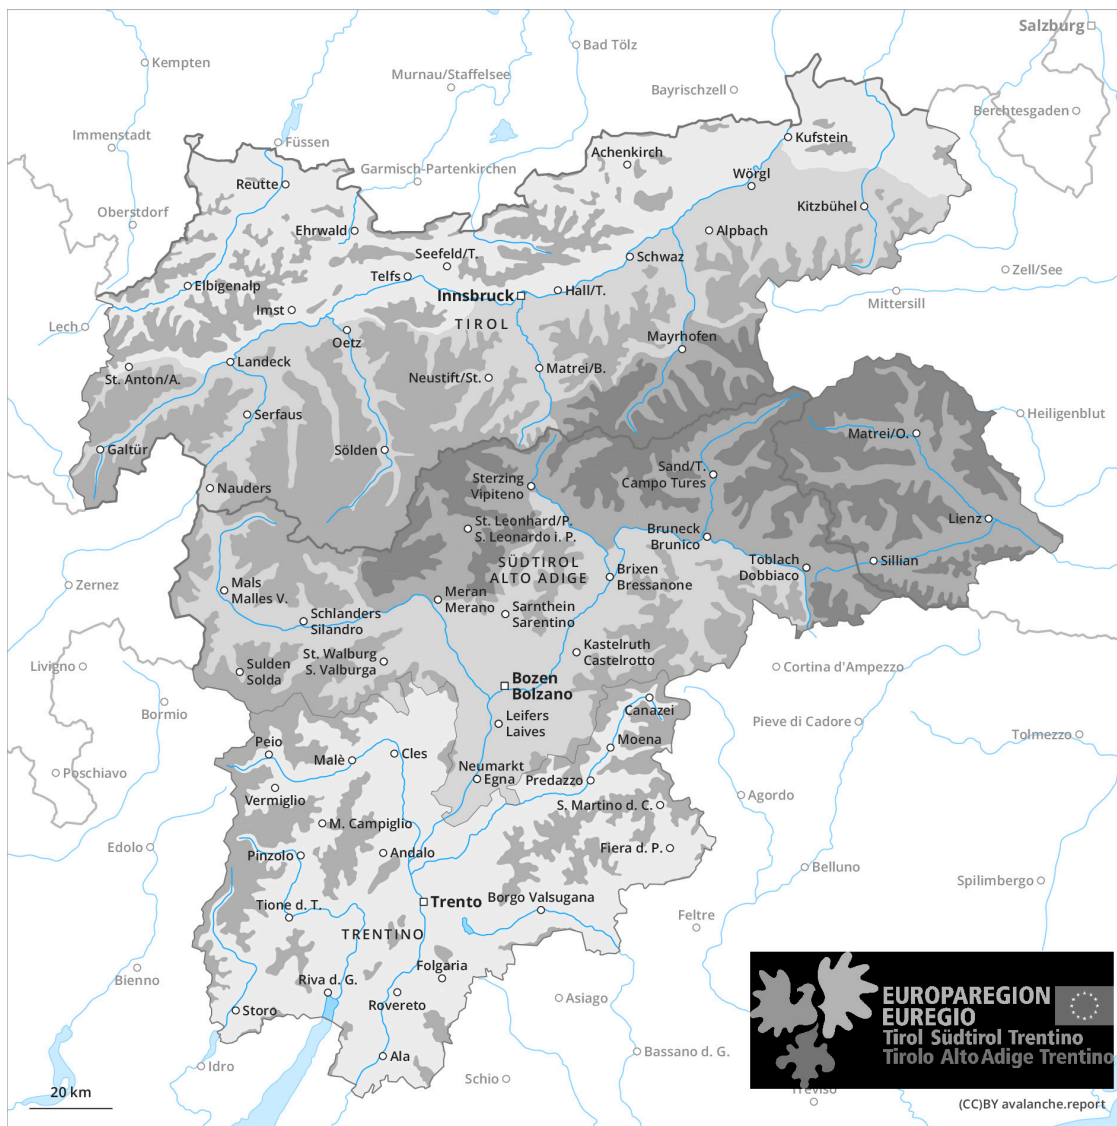 Salzburg
Kempten
Bad Tölz
Murnau/Staffelsee
Bayrischzell
Berchtesgaden
Immenstadt
Füssen
Kufstein
Achenkirch
Garmisch-Partenkirchen
Wörgl
Reutte
Oberstdorf
Kitzbühel
Ehrwald
Alpbach
Seefeld/T.
Schwaz
Telfs
Zell/See
Elbigenalp
Innsbruck
Hall/T.
Mittersill
Imst
TIROL
Lech
Oetz
Mayrhofen
Landeck
St. Anton/A.
Neustift/St.
Matrei/B.
Serfaus
Heiligenblut
Matrei/O.
Galtür
Sölden
Sterzing
Vipiteno
Sand/T.
Campo Tures
Nauders
St. Leonhard/P.
S. Leonardo i. P.
Lienz
Bruneck
Brunico
SÜDTIROL
ALTO ADIGE
Toblach
Dobbiaco
Sillian
Brixen
Bressanone
Zernez
Mals
Malles V.
Meran
Merano
Schlanders
Silandro
Sarnthein
Sarentino
Kastelruth
Castelrotto
St. Walburg
S. Valburga
Livigno
Sulden
Solda
Cortina d'Ampezzo
Bozen
Bolzano
Bormio
Canazei
Leifers
Laives
Pieve di Cadore
Tolmezzo
Peio
Moena
Malè
Cles
Poschiavo
Neumarkt
Egna
Predazzo
Vermiglio
Agordo
S. Martino d. C.
M. Campiglio
Edolo
Pinzolo
Andalo
Fiera d. P.
Belluno
Spilimbergo
Tione d. T.
Trento
Borgo Valsugana
Feltre
TRENTINO
Bienno
Folgaria
Riva d. G.
Rovereto
Asiago
Storo
EUROPAREGION
EUREGIO
Tirol Südtirol Trentino
Tirolo Alto Adige Trentino
Ala
Bassano d. G.
Idro
Schio
Treviso
20 km
(CC)BY avalanche.report